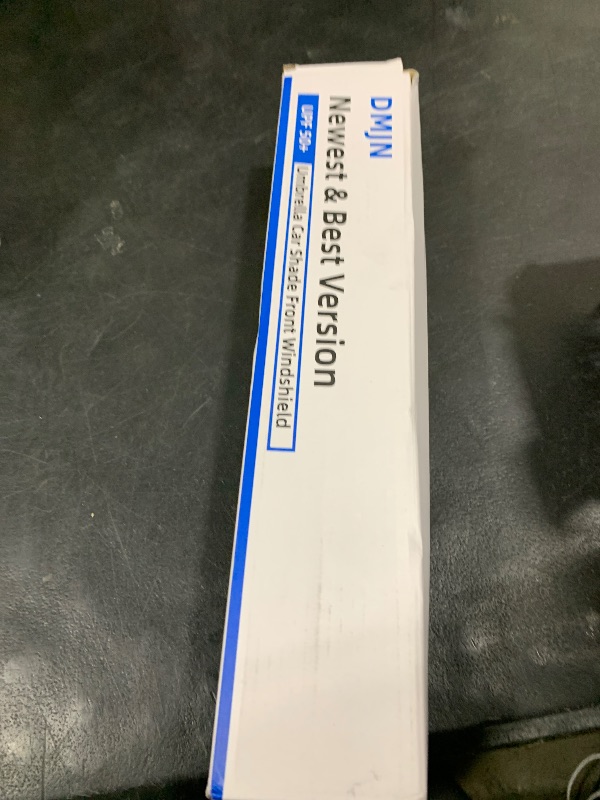 DMJN
Newest & Best Version
UPF 50+ Umbrella Car Shade Front Windshield